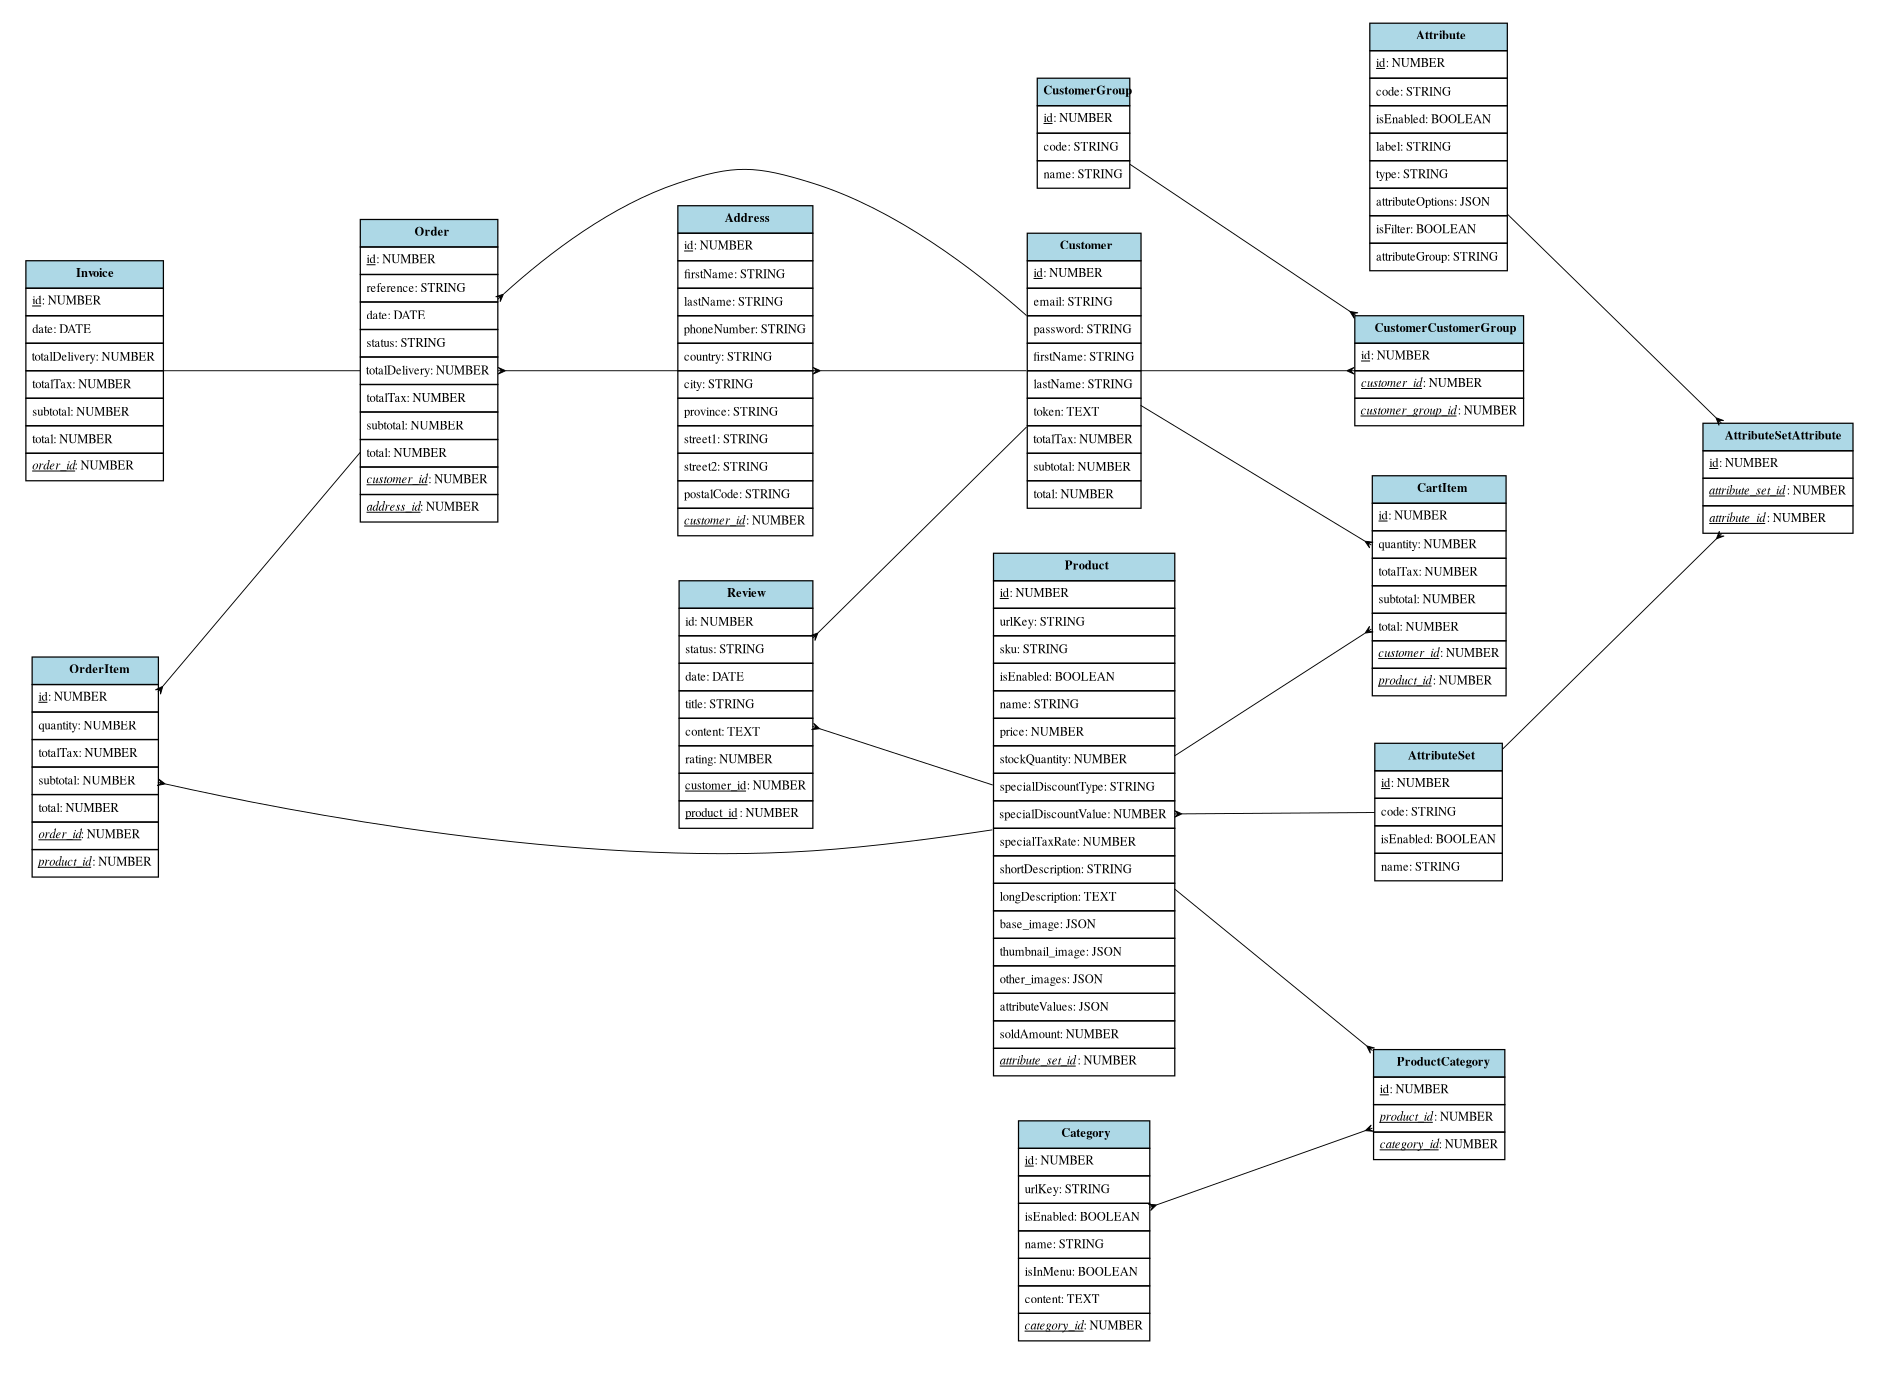 Attribute
id: NUMBER
code: STRING
isEnabled: BOOLEAN
label: STRING
type: STRING
attributeOptions: JSON
isFilter: BOOLEAN
attributeGroup: STRING
CustomerGroup
id: NUMBER
code: STRING
name: STRING
Invoice
id: NUMBER
date: DATE
totalDelivery: NUMBER
totalTax: NUMBER
subtotal: NUMBER
total: NUMBER
order_id: NUMBER
Order
id: NUMBER
reference: STRING
date: DATE
status: STRING
totalDelivery: NUMBER
totalTax: NUMBER
subtotal: NUMBER
total: NUMBER
customer_id: NUMBER
address_id: NUMBER
Address
id: NUMBER
firstName: STRING
lastName: STRING
phoneNumber: STRING
country: STRING
city: STRING
province: STRING
street1: STRING
street2: STRING
postalCode: STRING
customer_id: NUMBER
Customer
id: NUMBER
email: STRING
password: STRING
firstName: STRING
lastName: STRING
token: TEXT
totalTax: NUMBER
subtotal: NUMBER
total: NUMBER
CustomerCustomerGroup
id: NUMBER
customer_id: NUMBER
customer_group_id: NUMBER
AttributeSetAttribute
id: NUMBER
attribute_set_id: NUMBER
attribute_id: NUMBER
CartItem
id: NUMBER
quantity: NUMBER
totalTax: NUMBER
subtotal: NUMBER
total: NUMBER
customer_id: NUMBER
product_id: NUMBER
OrderItem
id: NUMBER
quantity: NUMBER
totalTax: NUMBER
subtotal: NUMBER
total: NUMBER
order_id: NUMBER
product_id: NUMBER
Review
id: NUMBER
status: STRING
date: DATE
title: STRING
content: TEXT
rating: NUMBER
customer_id: NUMBER
product_id: NUMBER
Product
id: NUMBER
urlKey: STRING
sku: STRING
isEnabled: BOOLEAN
name: STRING
price: NUMBER
stockQuantity: NUMBER
specialDiscountType: STRING
specialDiscountValue: NUMBER
specialTaxRate: NUMBER
shortDescription: STRING
longDescription: TEXT
base_image: JSON
thumbnail_image: JSON
other_images: JSON
attributeValues: JSON
soldAmount: NUMBER
attribute_set_id: NUMBER
AttributeSet
id: NUMBER
code: STRING
isEnabled: BOOLEAN
name: STRING
ProductCategory
id: NUMBER
product_id: NUMBER
category_id: NUMBER
Category
id: NUMBER
urlKey: STRING
isEnabled: BOOLEAN
name: STRING
isInMenu: BOOLEAN
content: TEXT
category_id: NUMBER